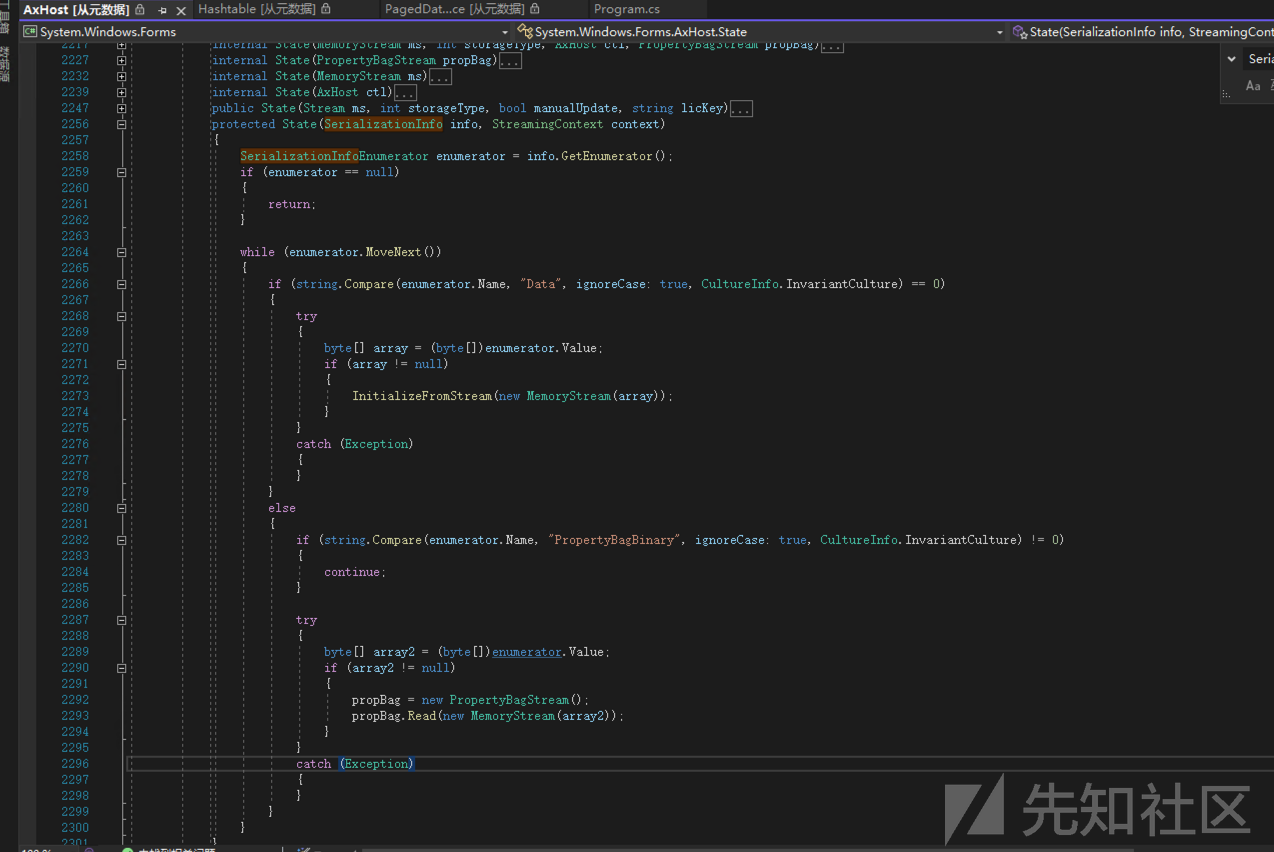 AxHost [从元数据]
Hashtable [从元数据]
PagedDat...ce [从元数据]
Program.cs
System.Windows.Forms
System.Windows.Forms.AxHost.State
State(SerializationInfo info, StreamingCont
2217 internal State(MemoryStream ms, int storageType, AxHost ctl, PropertyBagStream propBag)...
2227 internal State(PropertyBagStream propBag)...
2232 internal State(MemoryStream ms)...
2239 internal State(AxHost ctl)...
2247 public State(Stream ms, int storageType, bool manualUpdate, string licKey)...
2256 protected State(SerializationInfo info, StreamingContext context)
2257 {
2258 SerializationInfoEnumerator enumerator = info.GetEnumerator();
2259 if (enumerator == null)
2260 {
2261 return;
2262 }
2263
2264 while (enumerator.MoveNext())
2265 {
2266 if (string.Compare(enumerator.Name, "Data", ignoreCase: true, CultureInfo.InvariantCulture) == 0)
2267 {
2268 try
2269 {
2270 byte[] array = (byte[])enumerator.Value;
2271 if (array != null)
2272 {
2273 InitializeFromStream(new MemoryStream(array));
2274 }
2275 }
2276 catch (Exception)
2277 {
2278 }
2279 }
2280 else
2281 {
2282 if (string.Compare(enumerator.Name, "PropertyBagBinary", ignoreCase: true, CultureInfo.InvariantCulture) != 0)
2283 {
2284 continue;
2285 }
2286
2287 try
2288 {
2289 byte[] array2 = (byte[])enumerator.Value;
2290 if (array2 != null)
2291 {
2292 propBag = new PropertyBagStream();
2293 propBag.Read(new MemoryStream(array2));
2294 }
2295 }
2296 catch (Exception)
2297 {
2298 }
2299 }
2300 }
2301 }
Seria
Aa
先知社区